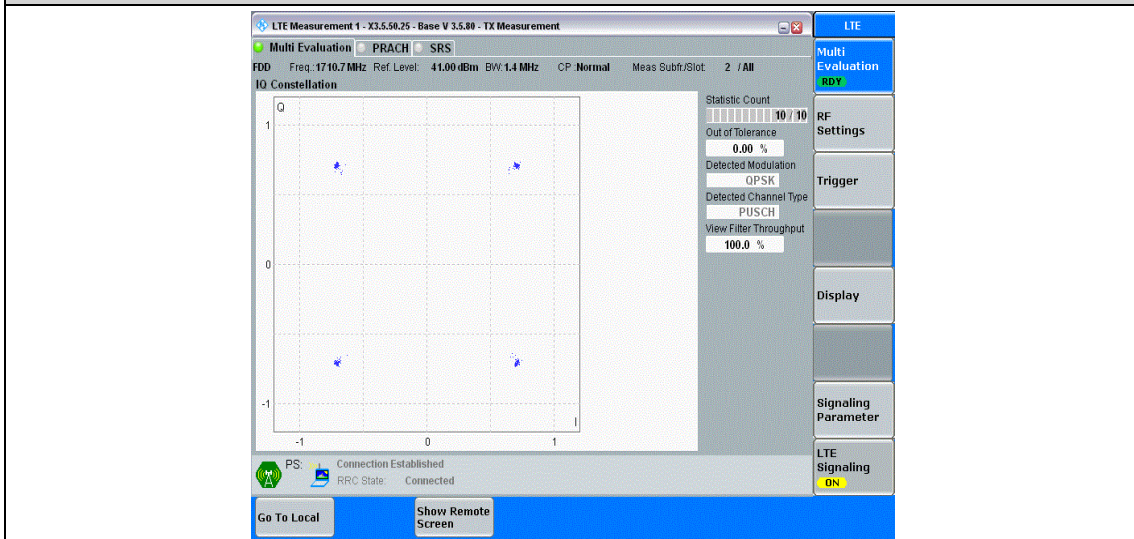 LTE Measurement 1 - X3.5.50.25 - Base V 3.5.80 - TX Measurement
LTE
Multi Evaluation PRACH SRS
FDD Freq.:1710.7 MHz Ref. Level: 41.00 dBm BW:1.4 MHz CP :Normal Meas Subfr./Slot: 2 / All
IQ Constellation
Q
1
0
-1
I
-1 0 1
Statistic Count
10 / 10
Out of Tolerance
0.00 %
Detected Modulation
QPSK
Detected Channel Type
PUSCH
View Filter Throughput
100.0 %
Multi
Evaluation
RDY
RF
Settings
Trigger
Display
Signaling
Parameter
LTE
Signaling
ON
PS: Connection Established
RRC State: Connected
Go To Local
Show Remote
Screen